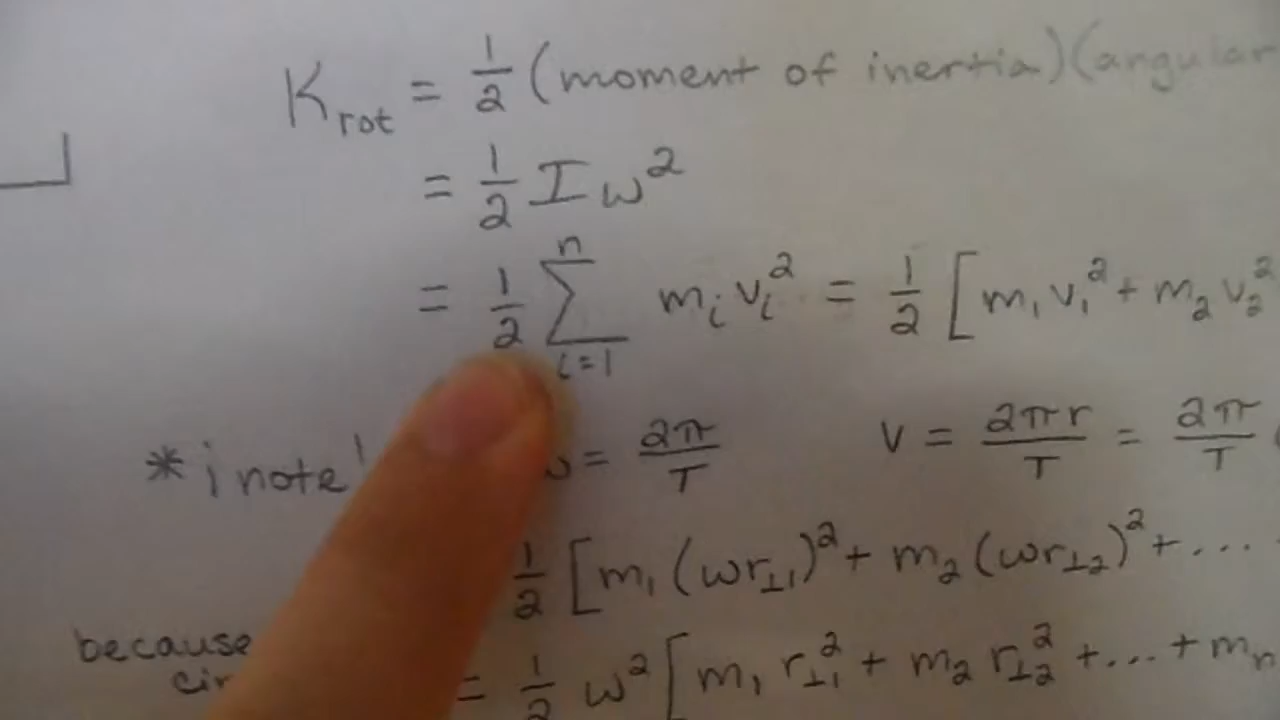 K_rot = 1/2 (moment of inertia)(angular
= 1/2 I ω²
= 1/2 Σ_{i=1}^{n} m_i v_i² = 1/2 [m₁v₁² + m₂v₂²
*¡note! ω = 2π/T v = 2πr/T = 2π/T
1/2 [m₁(ωr⊥₁)² + m₂(ωr⊥₂)² + ....
because
= 1/2 ω² [m₁ r⊥₁² + m₂ r⊥₂² + ... + m_n